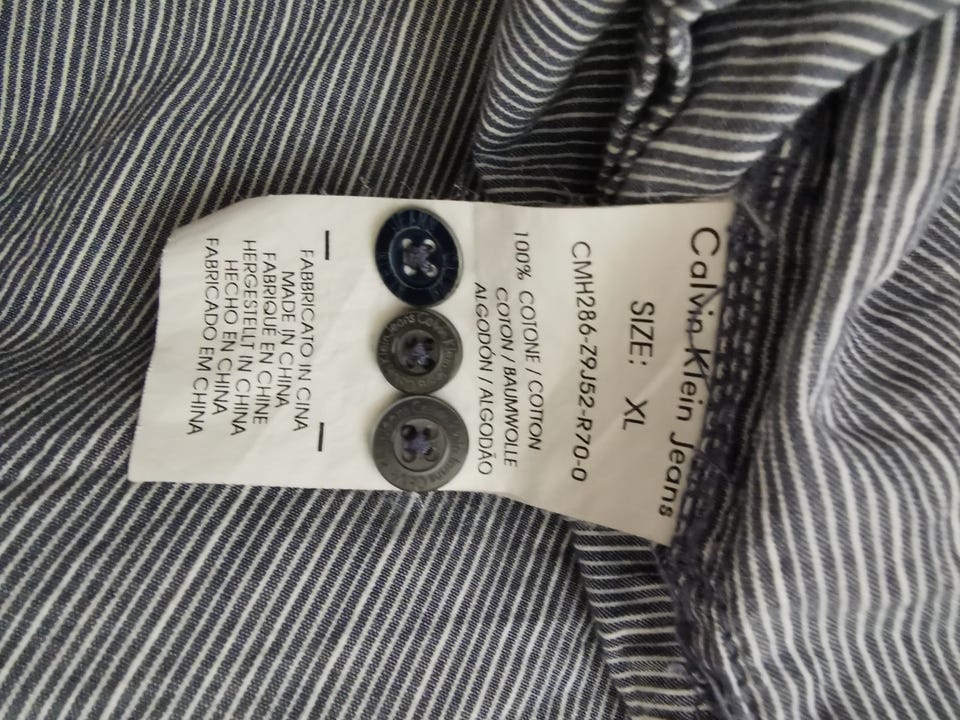 Calvin Klein Jeans
SIZE: XL
CMH286-Z9J52-R70-0
100% COTONE / COTTON
COTON / BAUMWOLLE
ALGODÓN / ALGODÃO
FABBRICATO IN CINA
MADE IN CHINA
FABRIQUÉ EN CHINE
HERGESTELLT IN CHINA
HECHO EN CHINA
FABRICADO EM CHINA